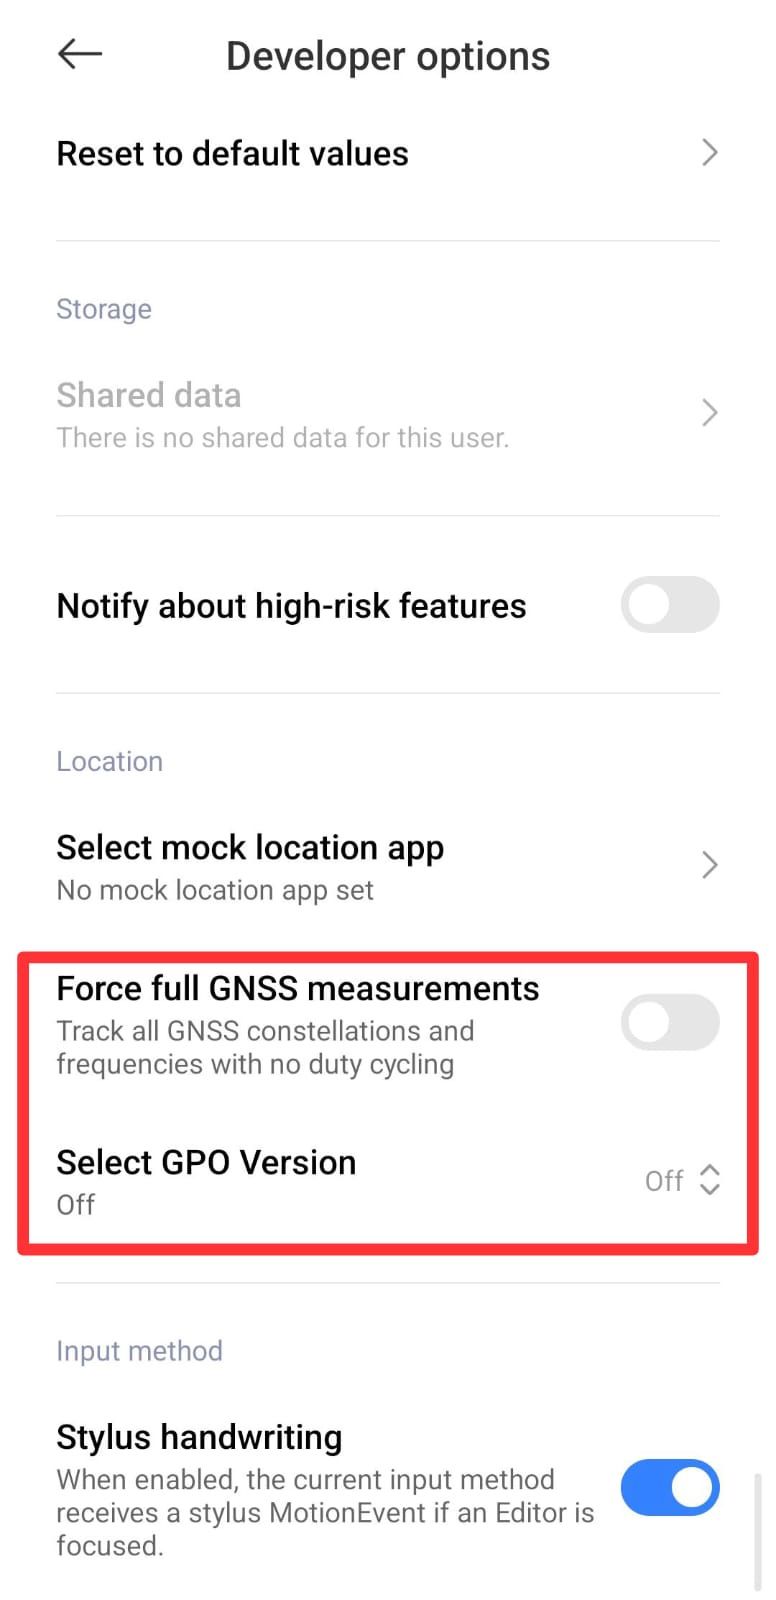 Developer options
Reset to default values
Storage
Shared data
There is no shared data for this user.
Notify about high-risk features
Location
Select mock location app
No mock location app set
Force full GNSS measurements
Track all GNSS constellations and
frequencies with no duty cycling
Select GPO Version
Off
Off
Input method
Stylus handwriting
When enabled, the current input method
receives a stylus MotionEvent if an Editor is
focused.